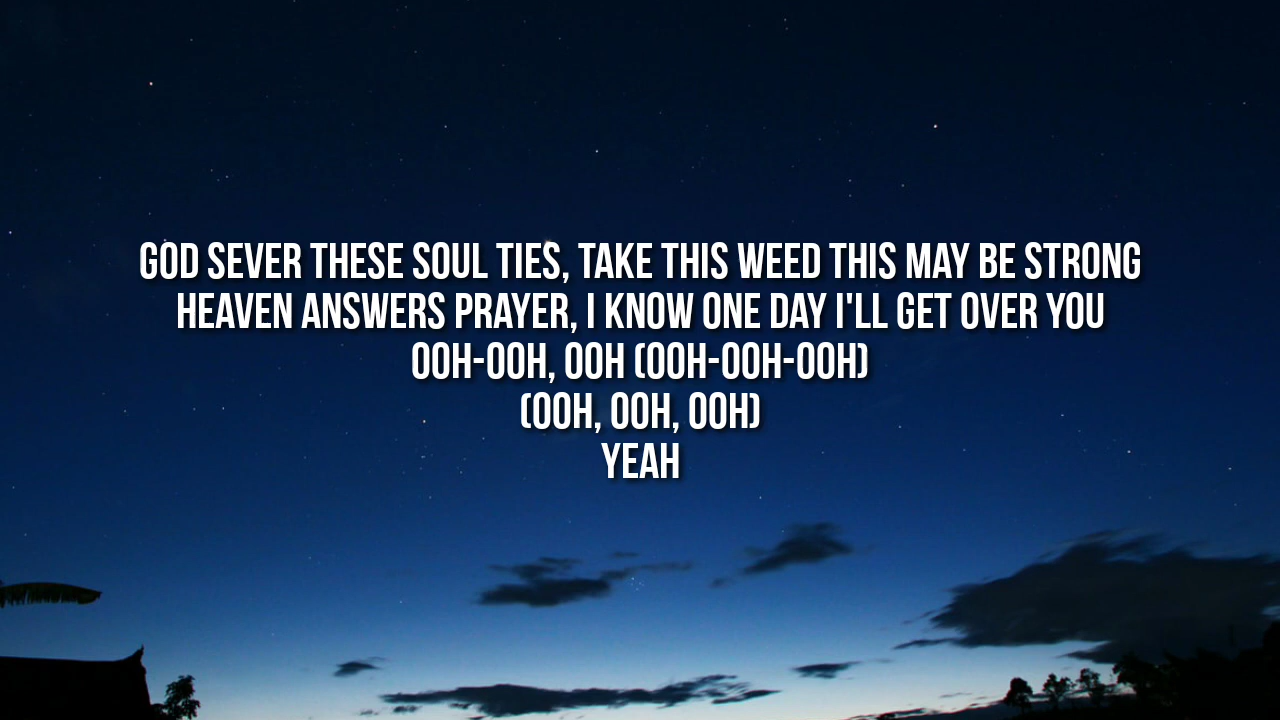 GOD SEVER THESE SOUL TIES, TAKE THIS WEED THIS MAY BE STRONG
HEAVEN ANSWERS PRAYER, I KNOW ONE DAY I'LL GET OVER YOU
OOH-OOH, OOH (OOH-OOH-OOH)
(OOH, OOH, OOH)
YEAH